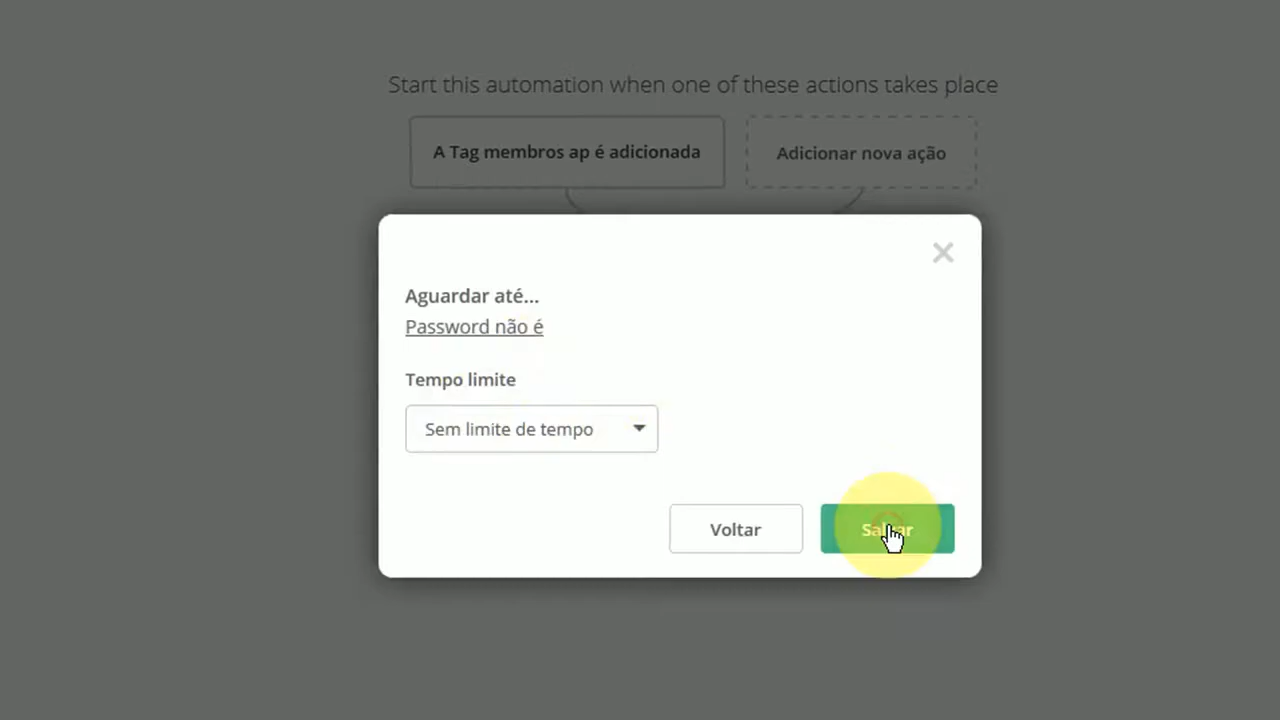 Start this automation when one of these actions takes place
A Tag membros ap é adicionada
Adicionar nova ação
Aguardar até...
Password não é
Tempo limite
Sem limite de tempo
Voltar
Salvar